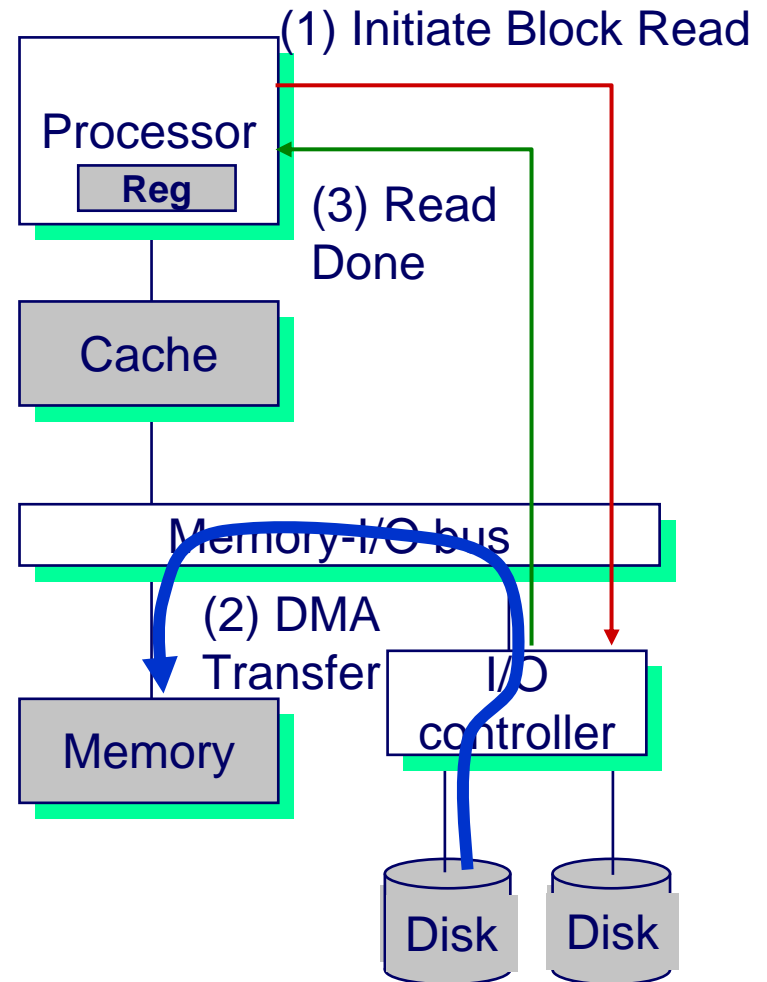 (1) Initiate Block Read
Processor
Reg
(3) Read
Done
Cache
Memory-I/O bus
(2) DMA
Transfer
I/O
controller
Memory
Disk
Disk